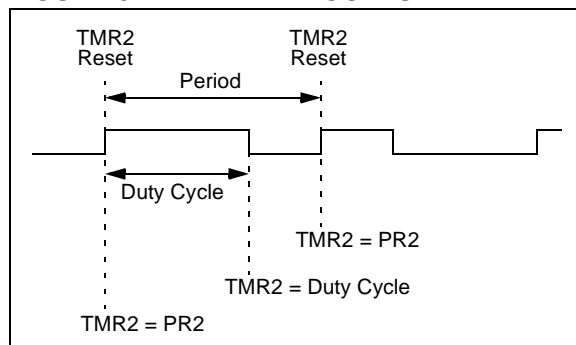 TMR2
Reset
TMR2
Reset
Period
Duty Cycle
TMR2 = PR2
TMR2 = Duty Cycle
TMR2 = PR2